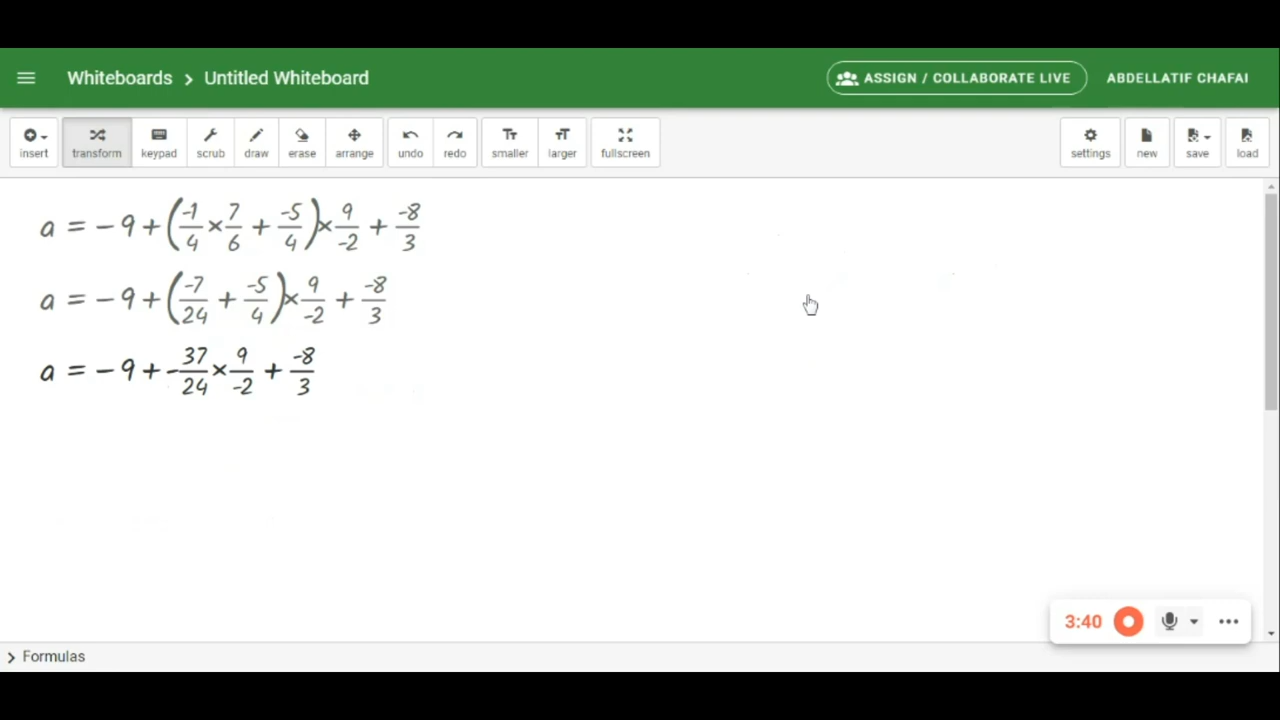 Whiteboards > Untitled Whiteboard ASSIGN / COLLABORATE LIVE ABDELLATIF CHAFAI
insert transform keypad scrub draw erase arrange undo redo smaller larger fullscreen settings new save load
a = -9 + (-1/4 × 7/6 + -5/4) × 9/-2 + -8/3
a = -9 + (-7/24 + -5/4) × 9/-2 + -8/3
a = -9 + -37/24 × 9/-2 + -8/3
3:40
Formulas